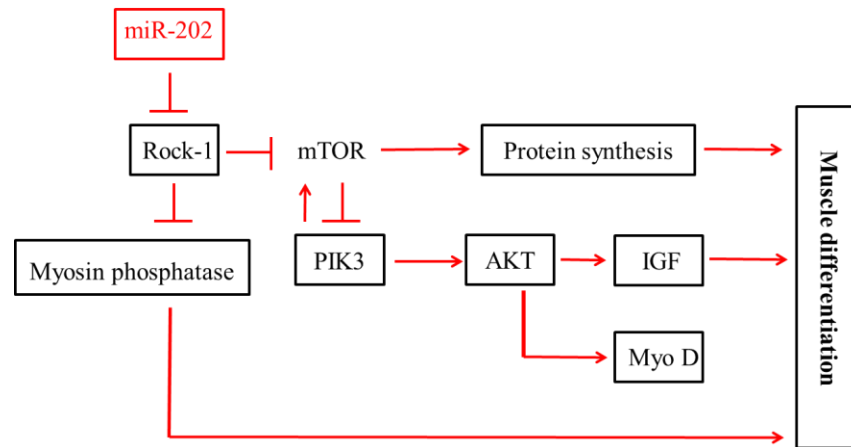 miR-202
Rock-1
mTOR
Protein synthesis
Myosin phosphatase
PIK3
AKT
IGF
Myo D
Muscle differentiation